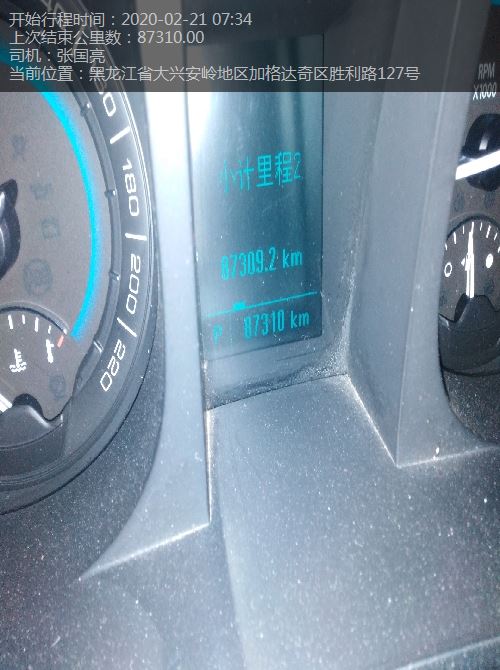 开始行程时间：2020-02-21 07:34
上次结束公里数：87310.00
司机：张国亮
当前位置：黑龙江省大兴安岭地区加格达奇区胜利路127号
RPM
X1000
180
200
220
小计里程2
87309.2 km
P 87310 km
0